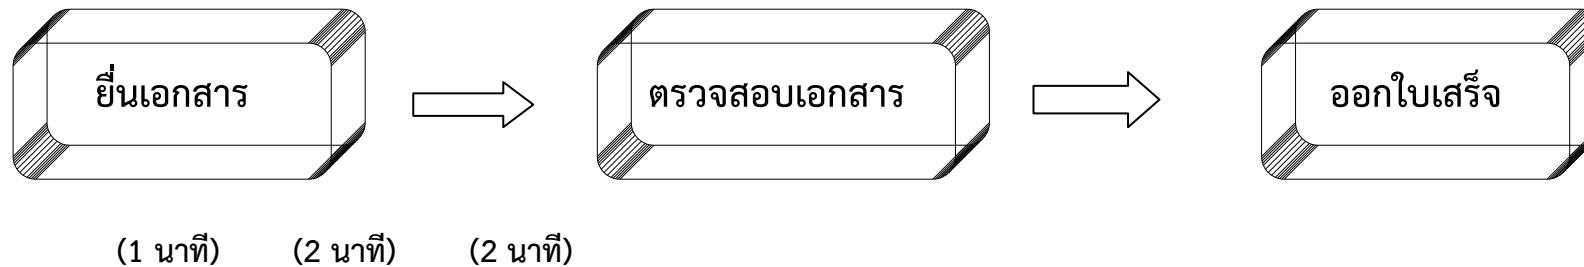 ยื่นเอกสาร ตรวจสอบเอกสาร ออกใบเสร็จ
(1 นาที) (2 นาที) (2 นาที)